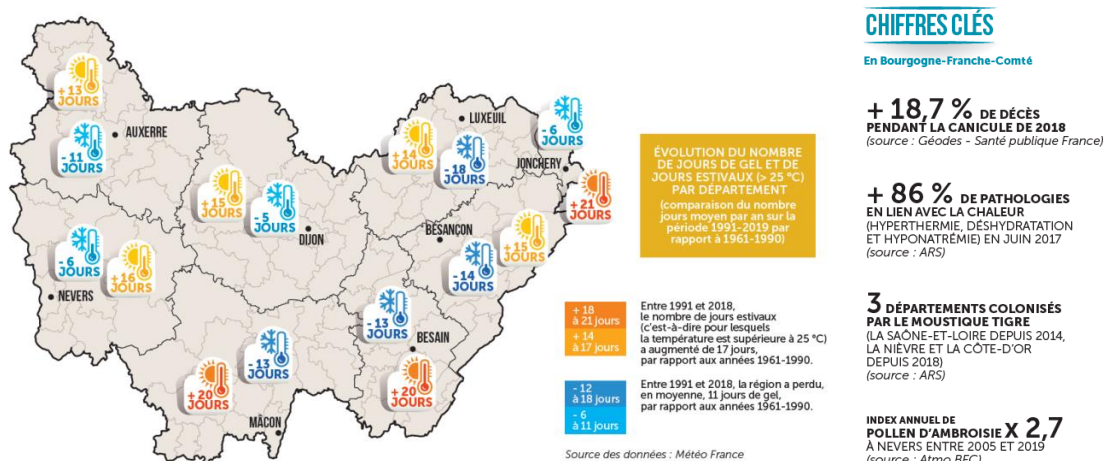 + 13
JOURS
AUXERRE
- 11
JOURS
+ 15
JOURS
- 5
JOURS
DIJON
LUXEUIL
+ 14
JOURS
- 18
JOURS
- 6
JOURS
JONCHERY
+ 21
JOURS
BESANÇON
+ 15
JOURS
- 14
JOURS
- 6
JOURS
+ 16
JOURS
NEVERS
- 13
JOURS
BESAIN
+ 20
JOURS
- 13
JOURS
+ 20
JOURS
MÂCON
ÉVOLUTION DU NOMBRE
DE JOURS DE GEL ET DE
JOURS ESTIVAUX (> 25 °C)
PAR DÉPARTEMENT
(comparaison du nombre
jours moyen par an sur la
période 1991-2019 par
rapport à 1961-1990)
+ 18
à 21 jours
+ 14
à 17 jours
Entre 1991 et 2018,
le nombre de jours estivaux
(c'est-à-dire pour lesquels
la température est supérieure à 25 °C)
a augmenté de 17 jours,
par rapport aux années 1961-1990.
- 12
à 18 jours
- 6
à 11 jours
Entre 1991 et 2018, la région a perdu,
en moyenne, 11 jours de gel,
par rapport aux années 1961-1990.
Source des données : Météo France
CHIFFRES CLÉS
En Bourgogne-Franche-Comté
+ 18,7 % DE DÉCÈS
PENDANT LA CANICULE DE 2018
(source : Géodes - Santé publique France)
+ 86 % DE PATHOLOGIES
EN LIEN AVEC LA CHALEUR
(HYPERTHERMIE, DÉSHYDRATATION
ET HYPONATRÉMIE) EN JUIN 2017
(source : ARS)
3 DÉPARTEMENTS COLONISÉS
PAR LE MOUSTIQUE TIGRE
(LA SAÔNE-ET-LOIRE DEPUIS 2014,
LA NIÈVRE ET LA CÔTE-D'OR
DEPUIS 2018)
(source : ARS)
INDEX ANNUEL DE
POLLEN D'AMBROISIE X 2,7
À NEVERS ENTRE 2005 ET 2019
(source : Atmo BFC)